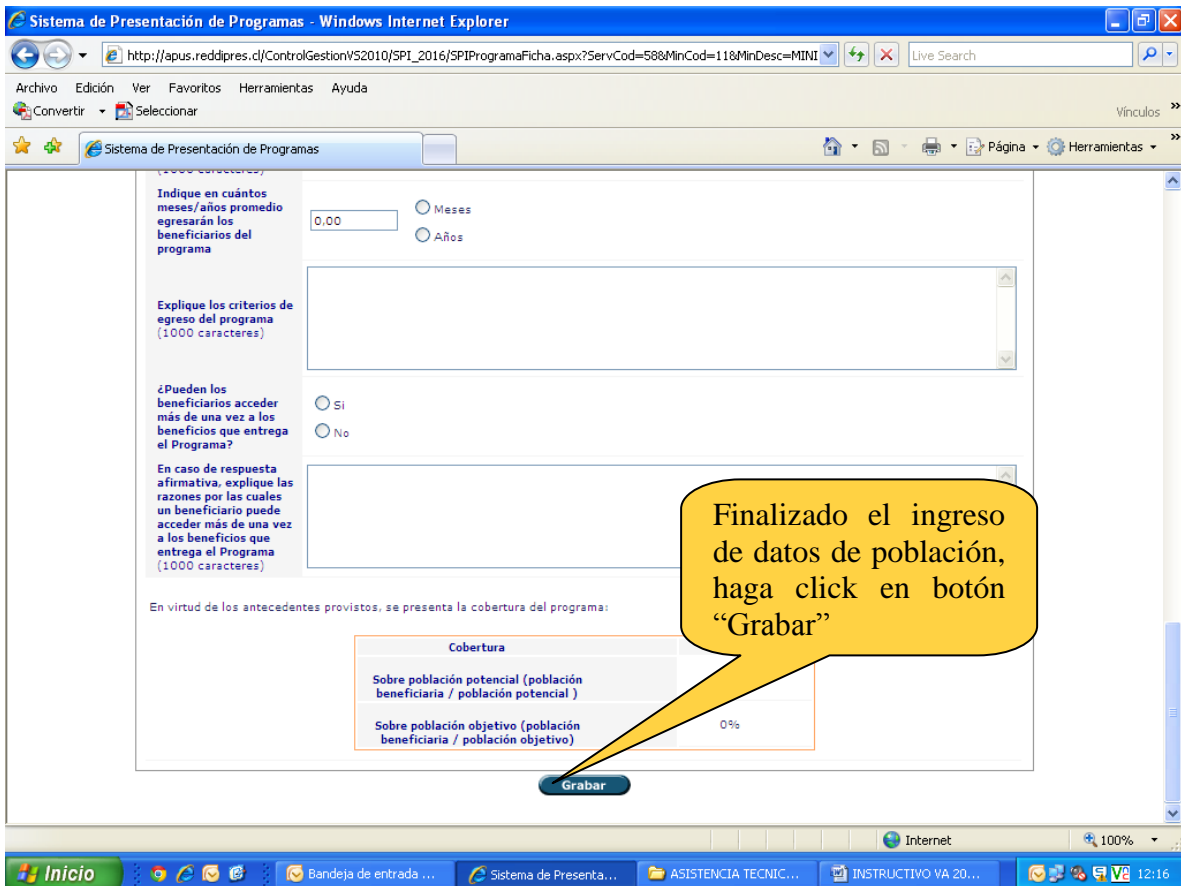 Sistema de Presentación de Programas - Windows Internet Explorer
http://apus.reddipres.cl/ControlGestionVS2010/SPI_2016/SPIProgramaFicha.aspx?ServCod=58&MinCod=11&MinDesc=MINI
Live Search
Archivo Edición Ver Favoritos Herramientas Ayuda
Convertir Seleccionar Vínculos »
Sistema de Presentación de Programas
Página Herramientas »
(1000 caracteres)
Indique en cuántos
meses/años promedio
egresarán los
beneficiarios del
programa
0,00
Meses
Años
Explique los criterios de
egreso del programa
(1000 caracteres)
¿Pueden los
beneficiarios acceder
más de una vez a los
beneficios que entrega
el Programa?
Si
No
En caso de respuesta
afirmativa, explique las
razones por las cuales
un beneficiario puede
acceder más de una vez
a los beneficios que
entrega el Programa
(1000 caracteres)
Finalizado el ingreso
de datos de población,
haga click en botón
“Grabar”
En virtud de los antecedentes provistos, se presenta la cobertura del programa:
Cobertura
Sobre población potencial (población
beneficiaria / población potencial )
Sobre población objetivo (población
beneficiaria / población objetivo)
0%
Grabar
Internet
100%
Inicio
Bandeja de entrada ...
Sistema de Presenta...
ASISTENCIA TECNIC...
INSTRUCTIVO VA 20...
12:16